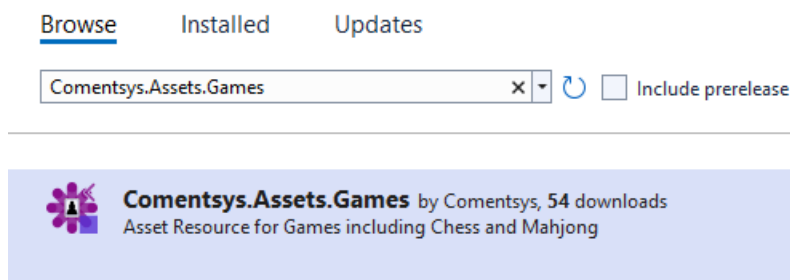 Browse Installed Updates
Comentsys.Assets.Games Include prerelease
Comentsys.Assets.Games by Comentsys, 54 downloads
Asset Resource for Games including Chess and Mahjong